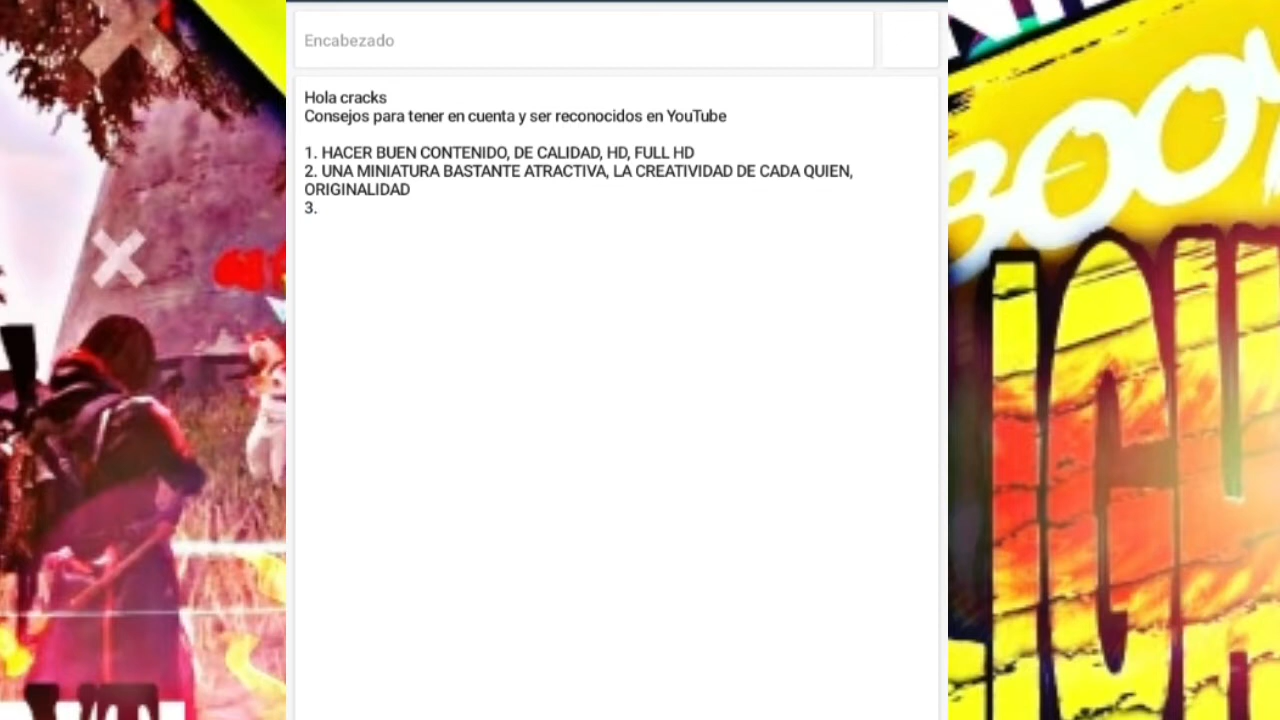 Encabezado
Hola cracks
Consejos para tener en cuenta y ser reconocidos en YouTube
1. HACER BUEN CONTENIDO, DE CALIDAD, HD, FULL HD
2. UNA MINIATURA BASTANTE ATRACTIVA, LA CREATIVIDAD DE CADA QUIEN,
ORIGINALIDAD
3.